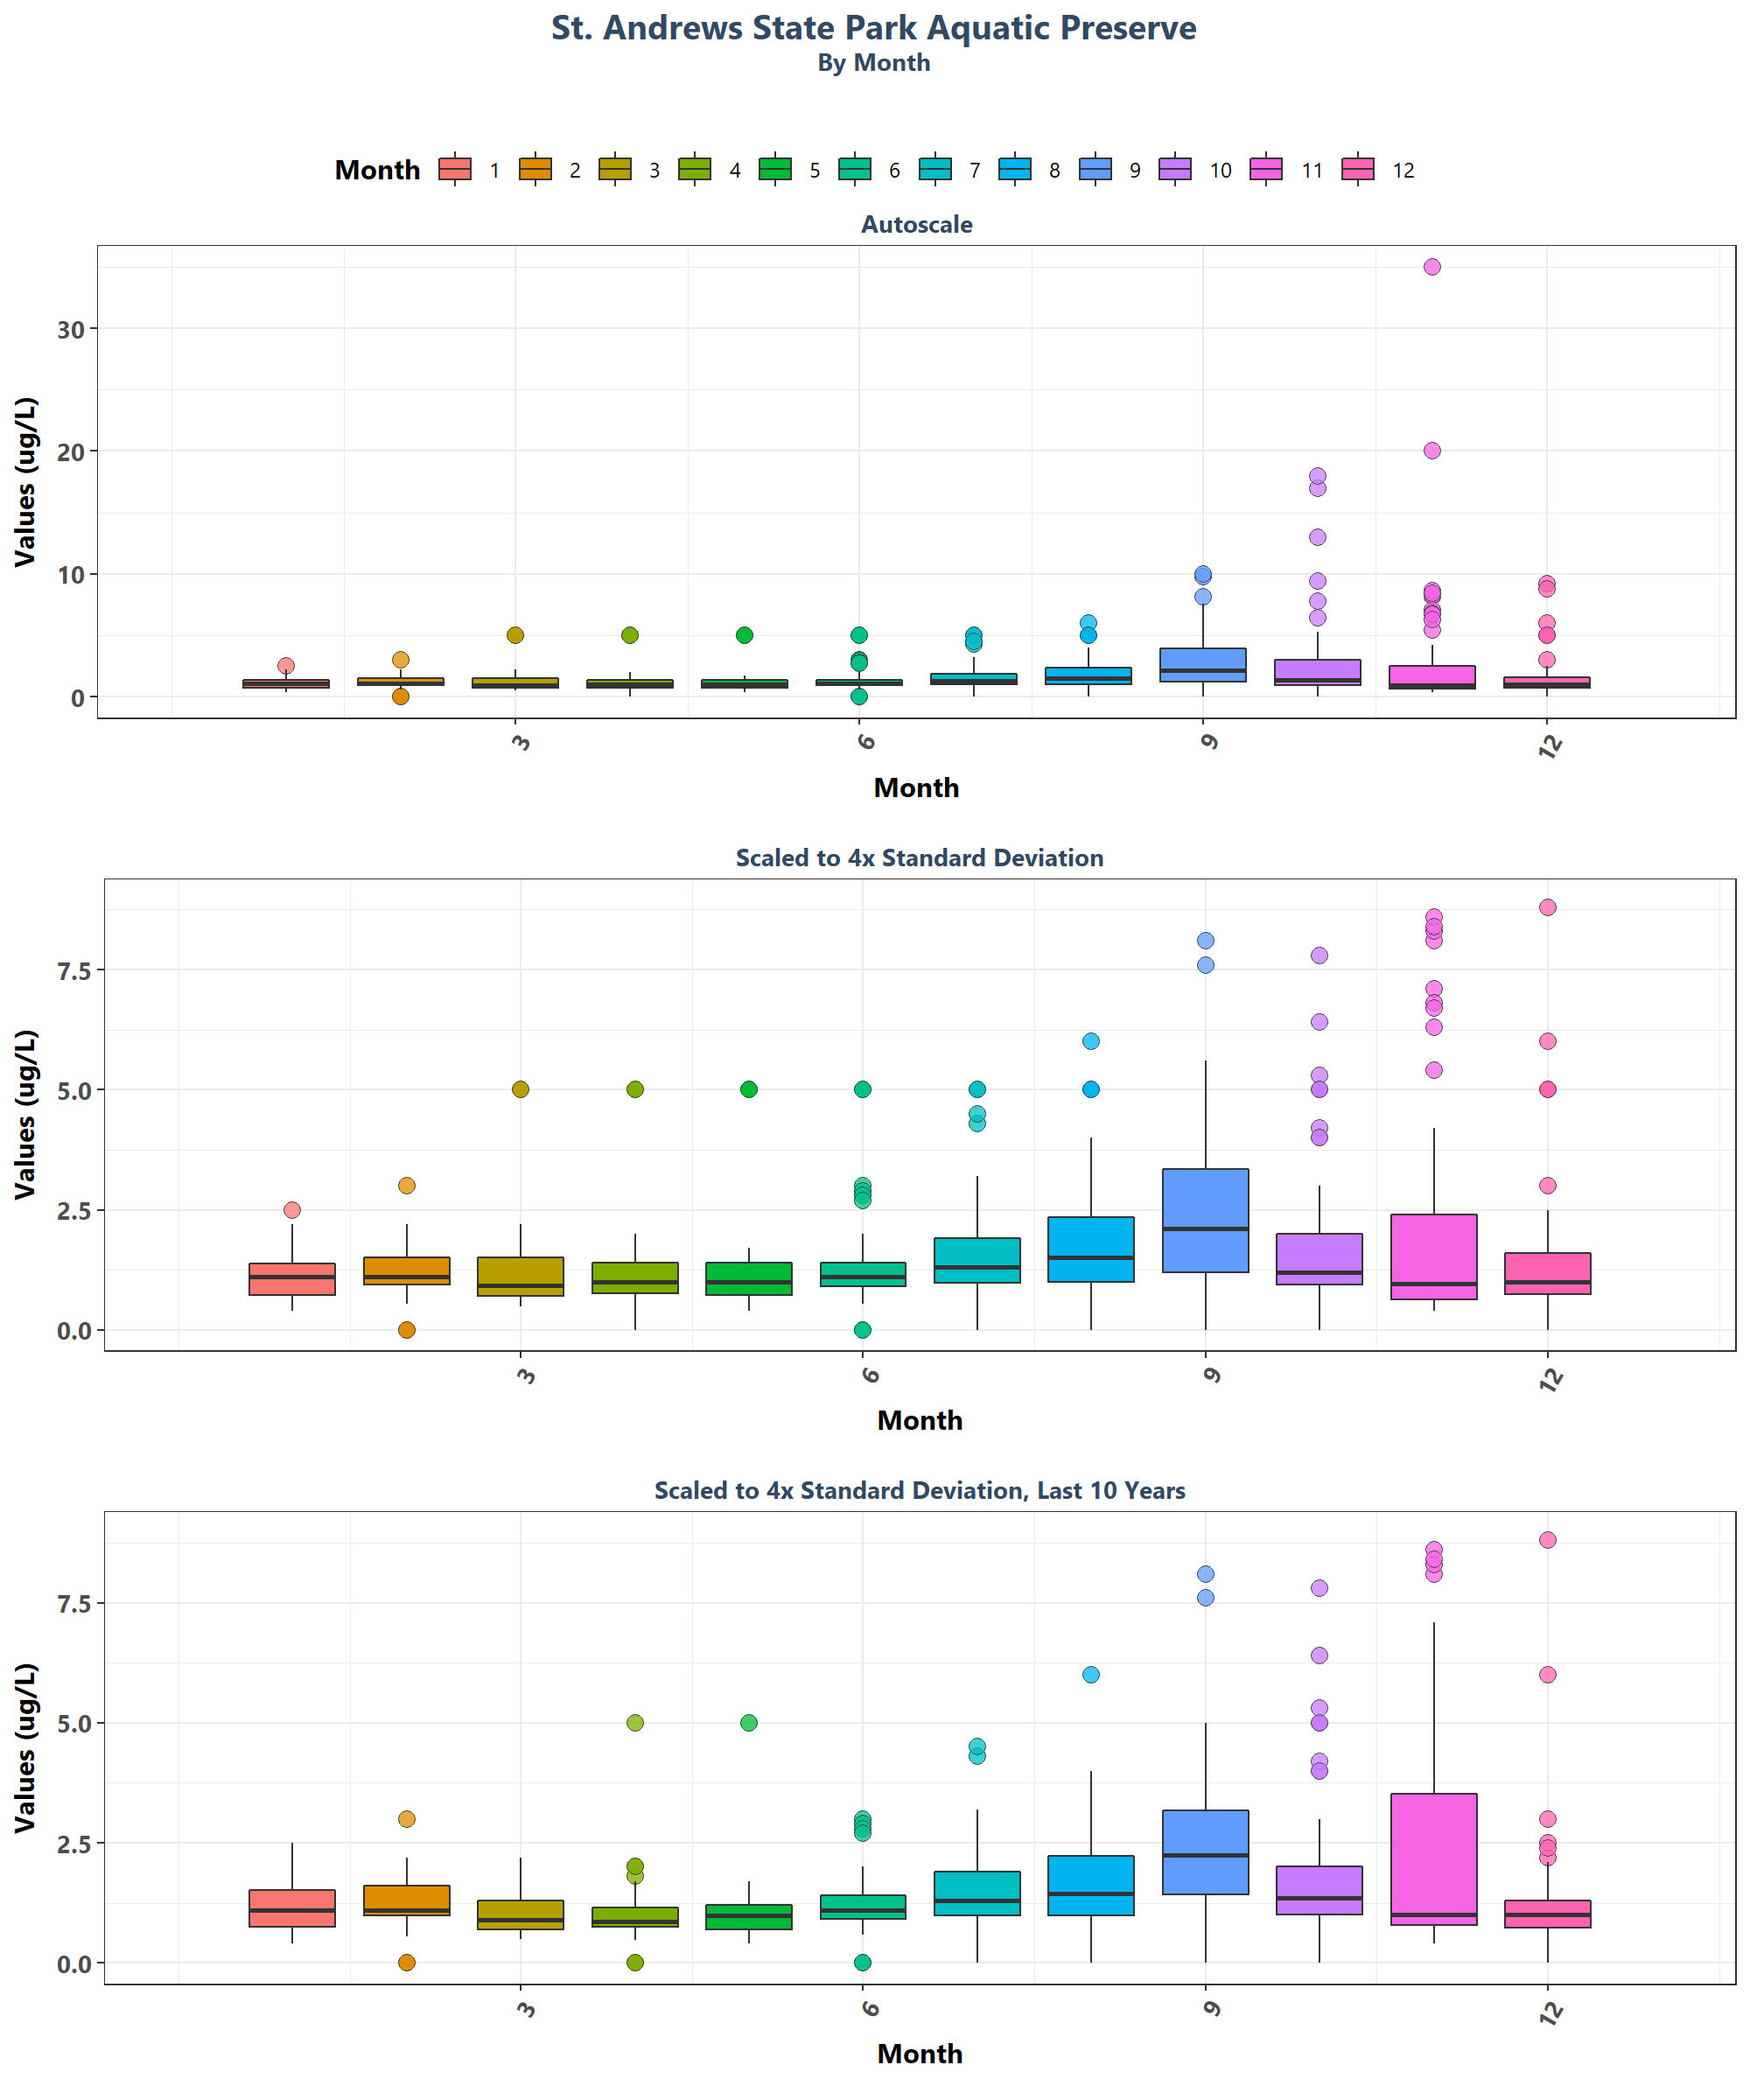 St. Andrews State Park Aquatic Preserve
By Month
Month 1 2 3 4 5 6 7 8 9 10 11 12
Autoscale
Values (ug/L)
30
20
10
0
3 6 9 12
Month
Scaled to 4x Standard Deviation
Values (ug/L)
7.5
5.0
2.5
0.0
3 6 9 12
Month
Scaled to 4x Standard Deviation, Last 10 Years
Values (ug/L)
7.5
5.0
2.5
0.0
3 6 9 12
Month